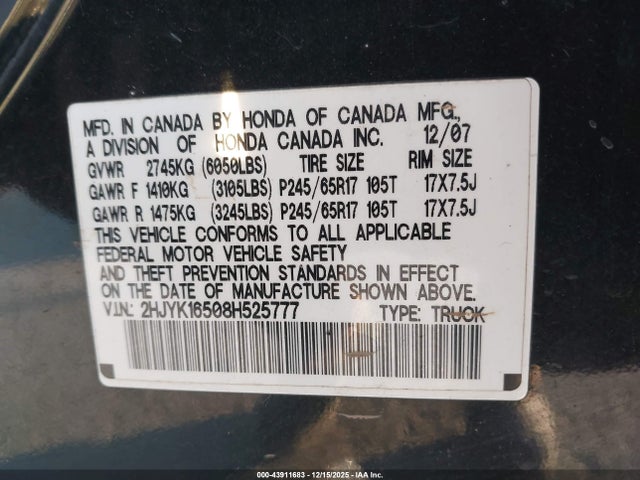 MFD. IN CANADA BY HONDA OF CANADA MFG.,
A DIVISION OF HONDA CANADA INC. 12/07
GVWR 2745KG (6050LBS) TIRE SIZE RIM SIZE
GAWR F 1410KG (3105LBS) P245/65R17 105T 17X7.5J
GAWR R 1475KG (3245LBS) P245/65R17 105T 17X7.5J
THIS VEHICLE CONFORMS TO ALL APPLICABLE
FEDERAL MOTOR VEHICLE SAFETY
AND THEFT PREVENTION STANDARDS IN EFFECT
ON THE DATE OF MANUFACTURE SHOWN ABOVE.
VIN: 2HJYK16508H525777 TYPE: TRUCK
000-43911683 - 12/15/2025 - IAA Inc.